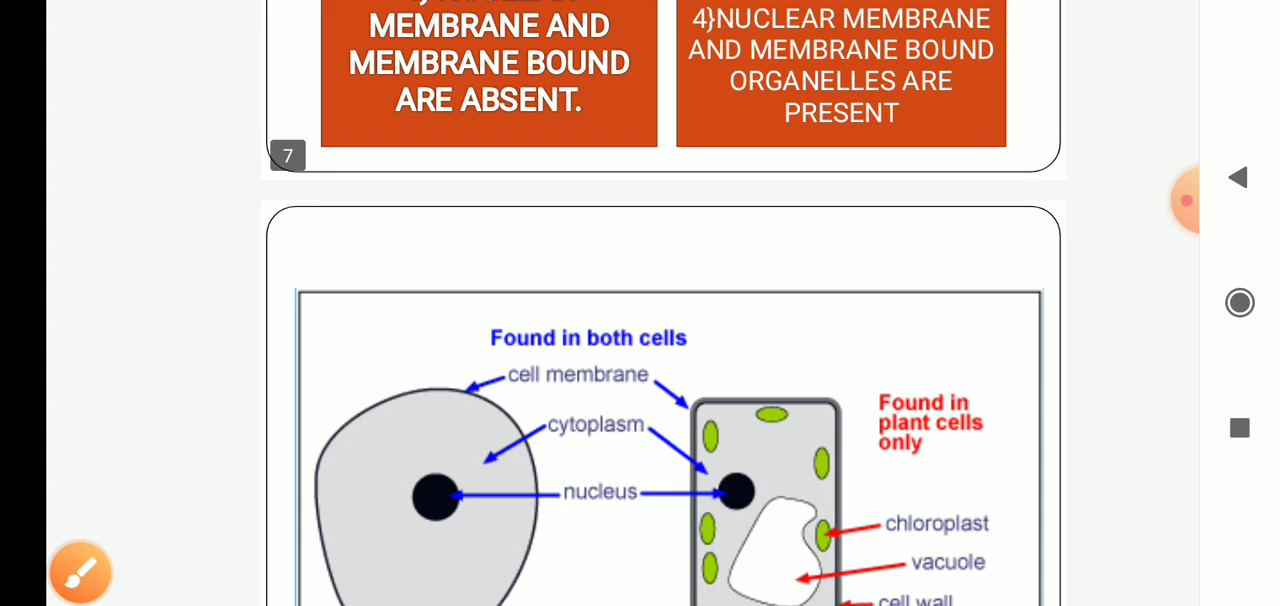 MEMBRANE AND
MEMBRANE BOUND
ARE ABSENT.
4}NUCLEAR MEMBRANE
AND MEMBRANE BOUND
ORGANELLES ARE
PRESENT
7
Found in both cells
cell membrane
cytoplasm
nucleus
Found in
plant cells
only
chloroplast
vacuole
cell wall